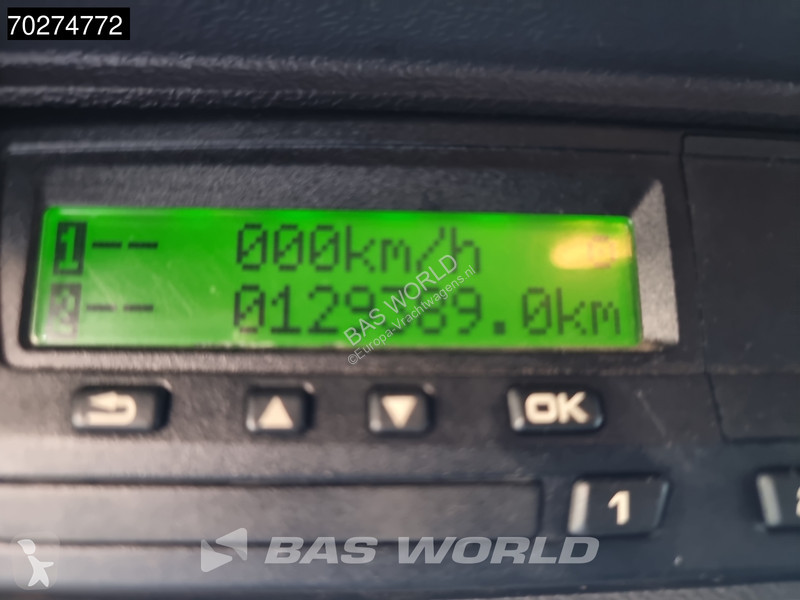 70274772
1-- 000km/h
2-- 0129789.0km
BAS WORLD
©Europa-Vrachtwagens.nl
OK
1
BAS WORLD